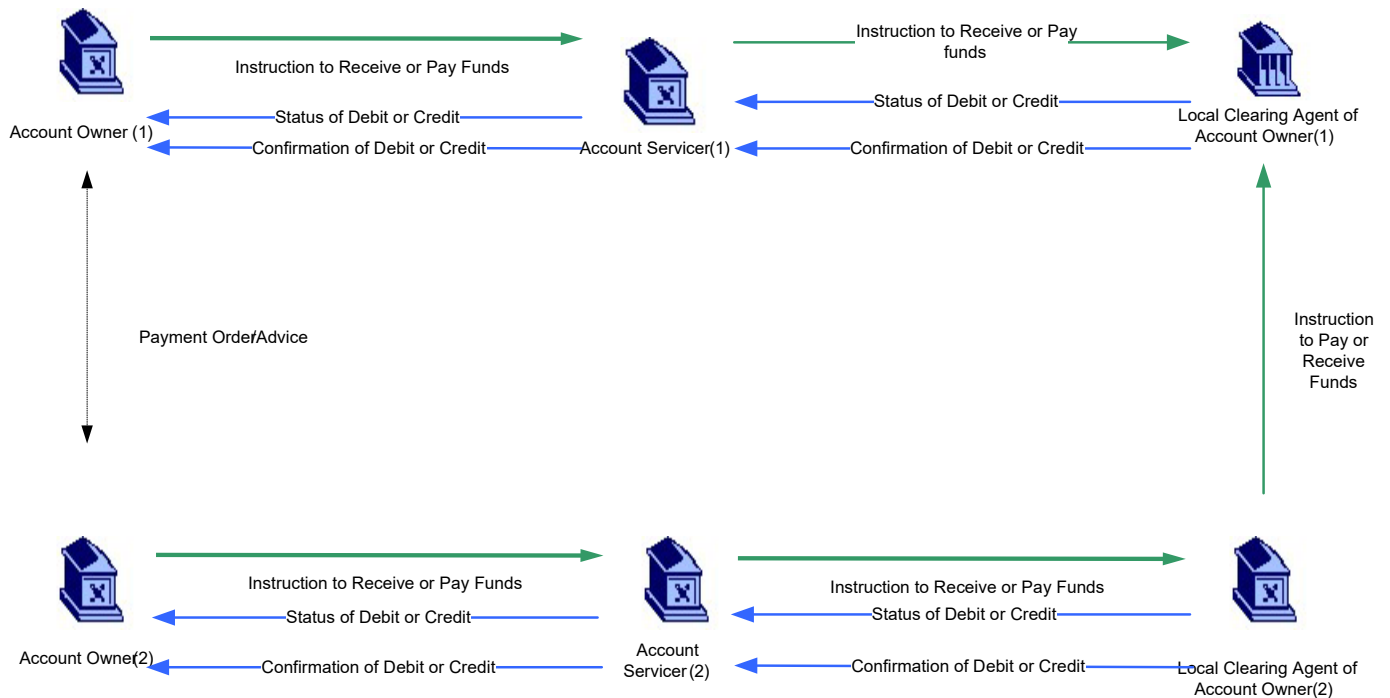 Instruction to Receive or Pay
funds
Instruction to Receive or Pay Funds
Status of Debit or Credit
Status of Debit or Credit
Account Owner (1)
Confirmation of Debit or Credit
Account Servicer(1)
Confirmation of Debit or Credit
Local Clearing Agent of
Account Owner(1)
Payment Order/Advice
Instruction
to Pay or
Receive
Funds
Instruction to Receive or Pay Funds
Instruction to Receive or Pay Funds
Status of Debit or Credit
Status of Debit or Credit
Account Owner(2)
Confirmation of Debit or Credit
Account
Servicer(2)
Confirmation of Debit or Credit
Local Clearing Agent of
Account Owner(2)